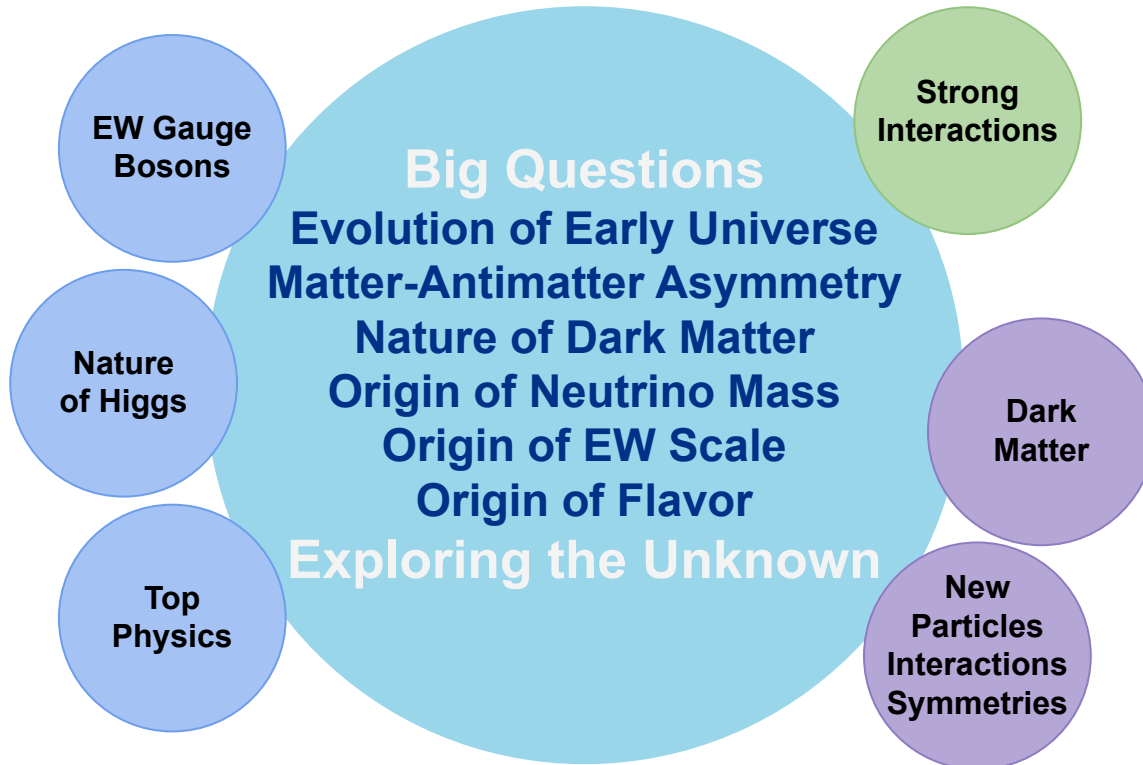 EW Gauge
Bosons
Nature
of Higgs
Top
Physics
Big Questions
Evolution of Early Universe
Matter-Antimatter Asymmetry
Nature of Dark Matter
Origin of Neutrino Mass
Origin of EW Scale
Origin of Flavor
Exploring the Unknown
Strong
Interactions
Dark
Matter
New
Particles
Interactions
Symmetries